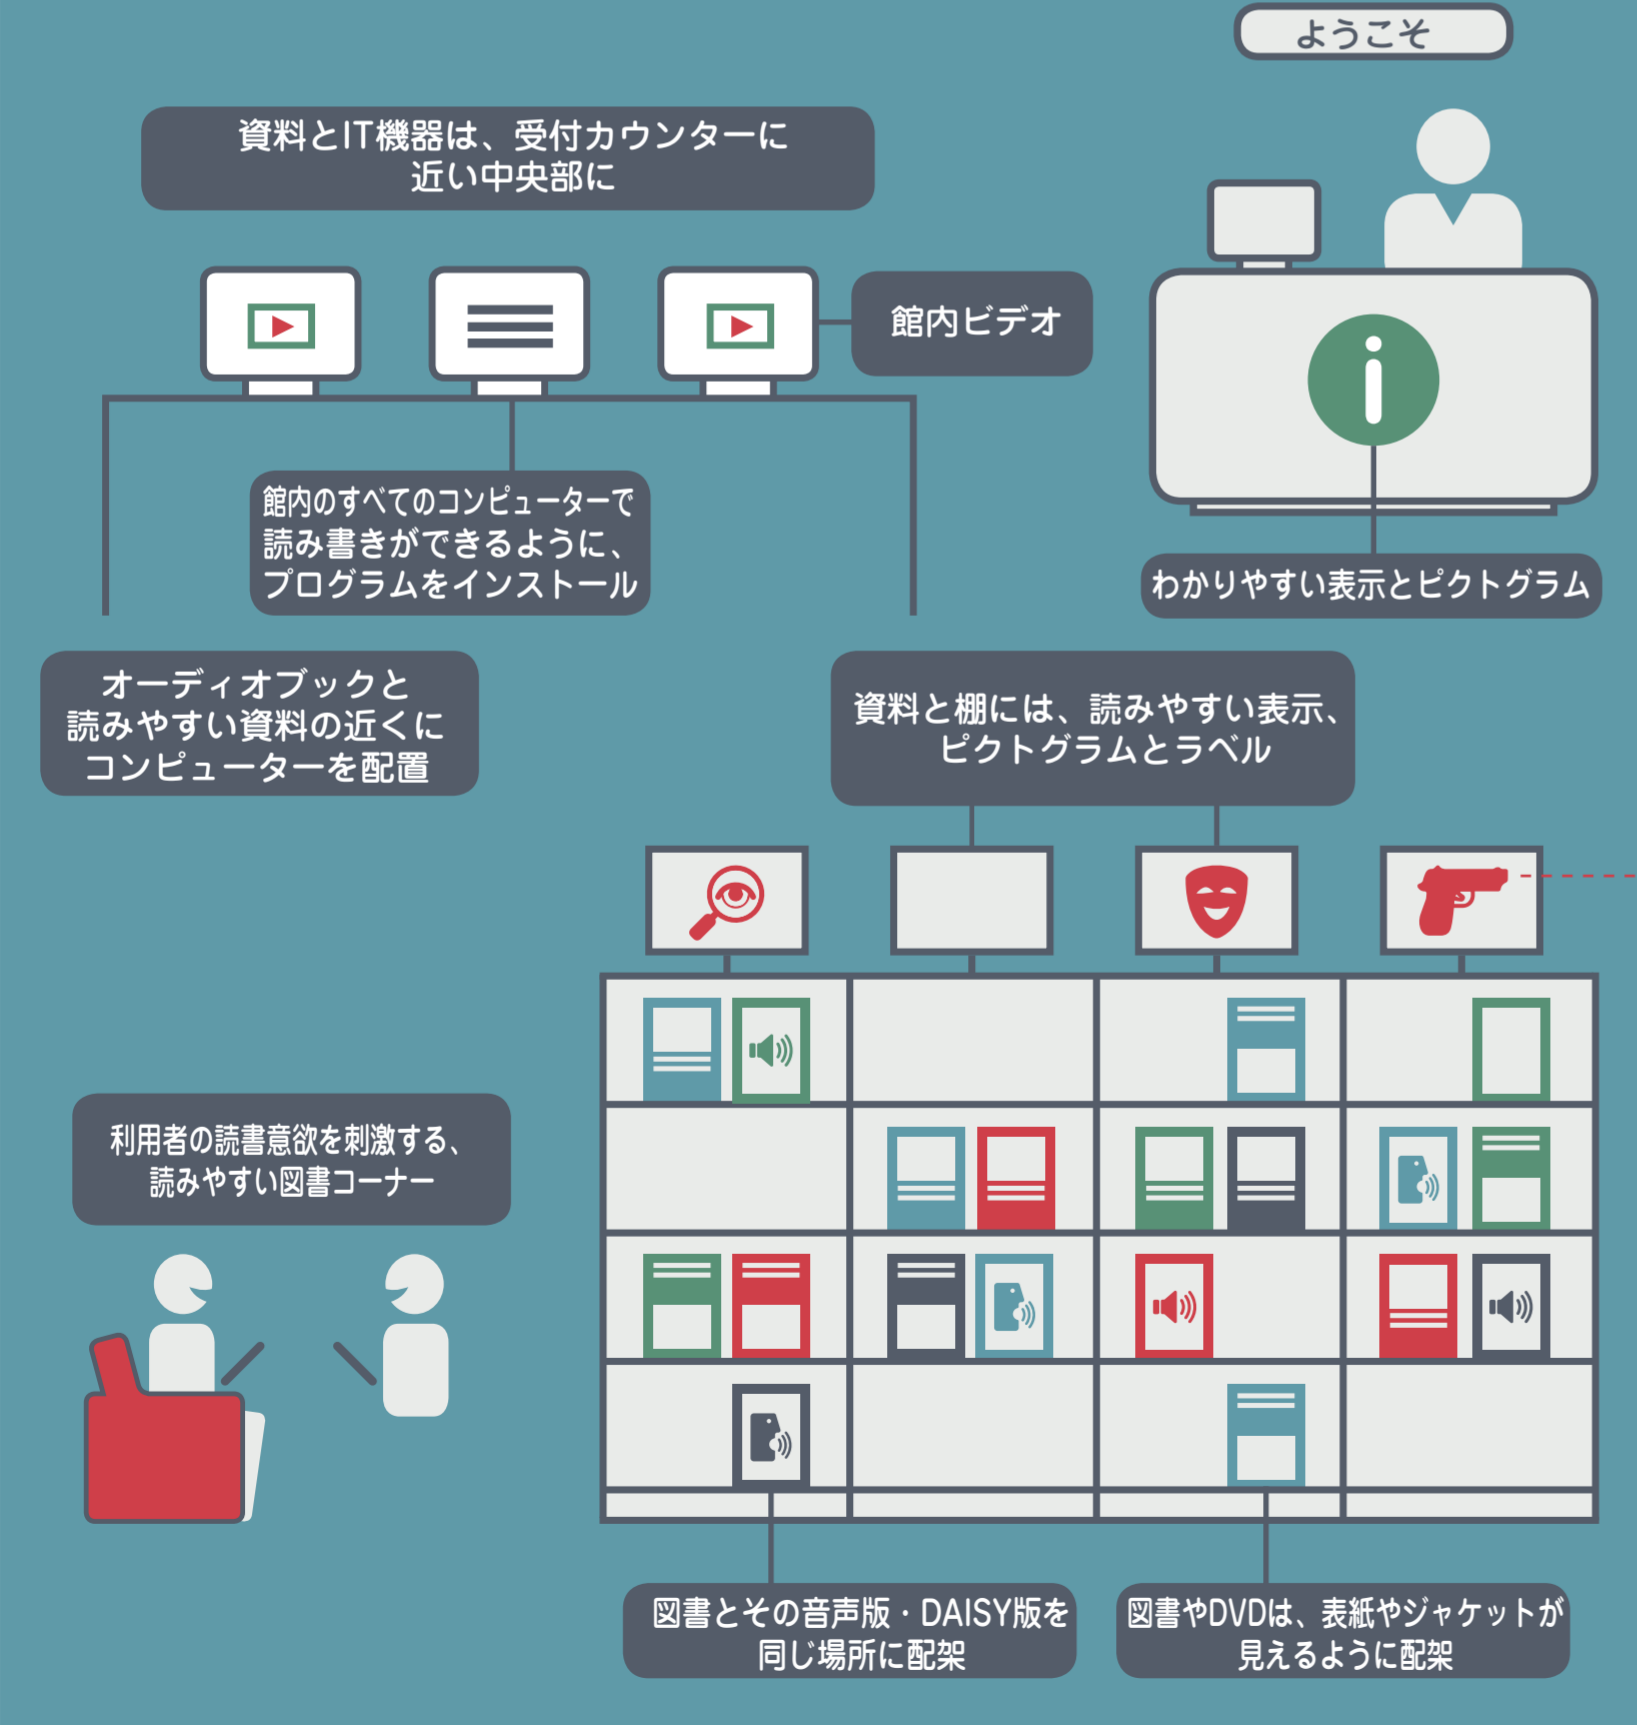 ようこそ
資料とIT機器は、受付カウンターに
近い中央部に
館内ビデオ
館内のすべてのコンピューターで
読み書きができるように、
プログラムをインストール
わかりやすい表示とピクトグラム
オーディオブックと
読みやすい資料の近くに
コンピューターを配置
資料と棚には、読みやすい表示、
ピクトグラムとラベル
利用者の読書意欲を刺激する、
読みやすい図書コーナー
図書とその音声版・DAISY版を
同じ場所に配架
図書やDVDは、表紙やジャケットが
見えるように配架